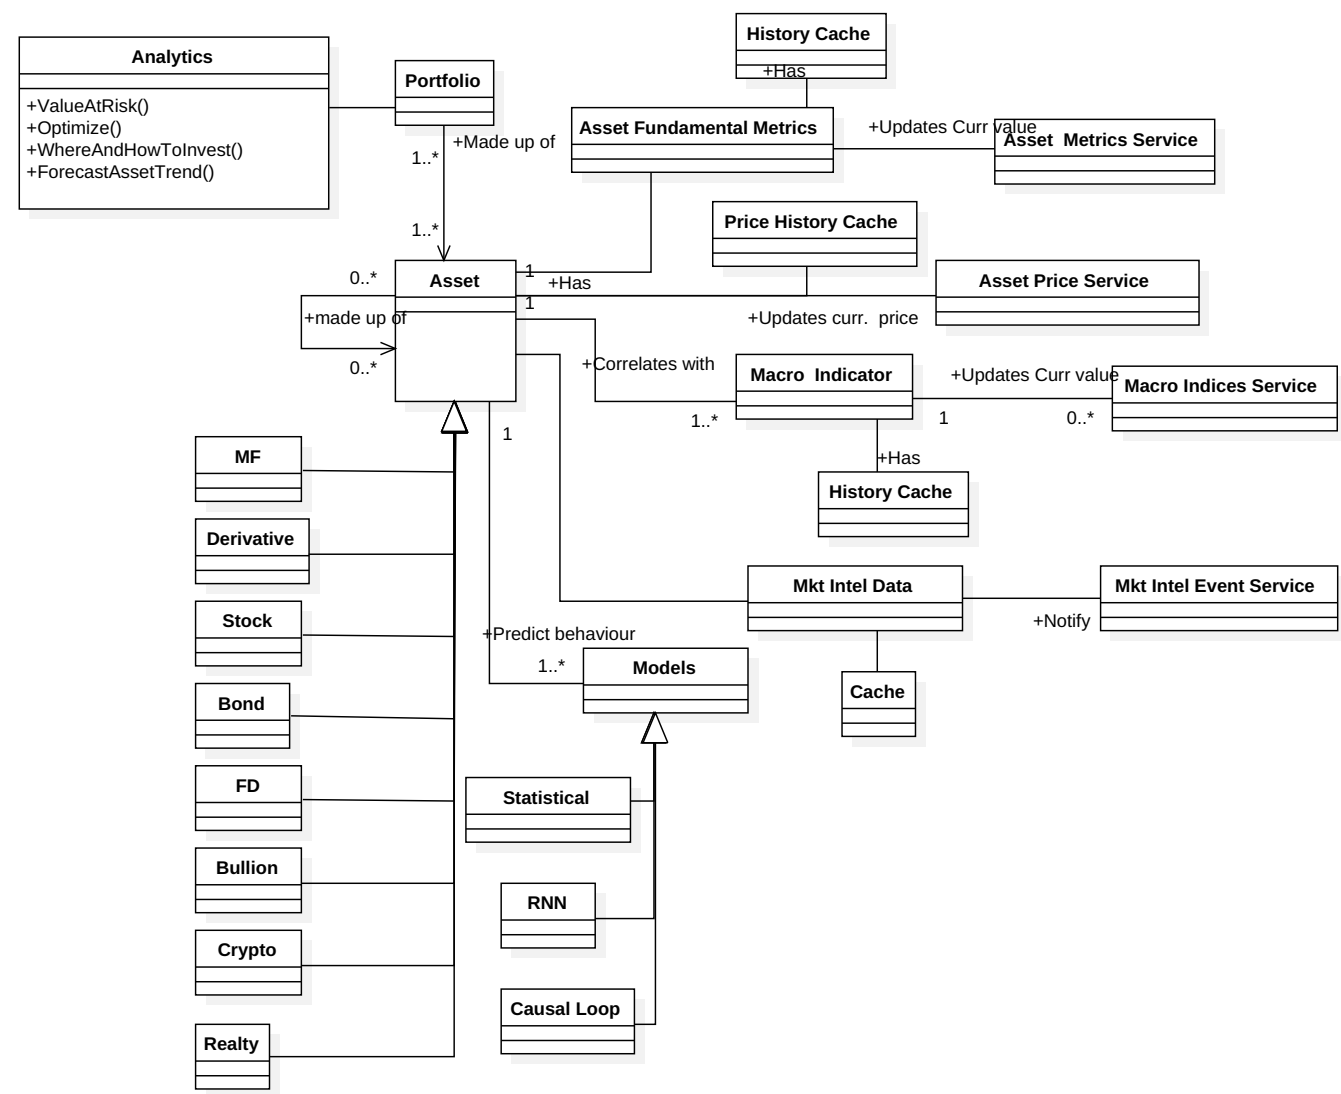 History Cache
+Has
Analytics
+ValueAtRisk()
+Optimize()
+WhereAndHowToInvest()
+ForecastAssetTrend()
Portfolio
+Made up of
1..*
1..*
Asset Fundamental Metrics
+Updates Curr value
Asset  Metrics Service
Price History Cache
0..*
Asset
1
+Has
1
Asset Price Service
+made up of
+Updates curr.  price
0..*
+Correlates with
Macro  Indicator
+Updates Curr value
Macro Indices Service
1..*
1
0..*
1
+Has
History Cache
MF
Derivative
Stock
Bond
FD
Bullion
Crypto
Realty
Mkt Intel Data
Mkt Intel Event Service
+Notify
+Predict behaviour
1..*
Models
Cache
Statistical
RNN
Causal Loop